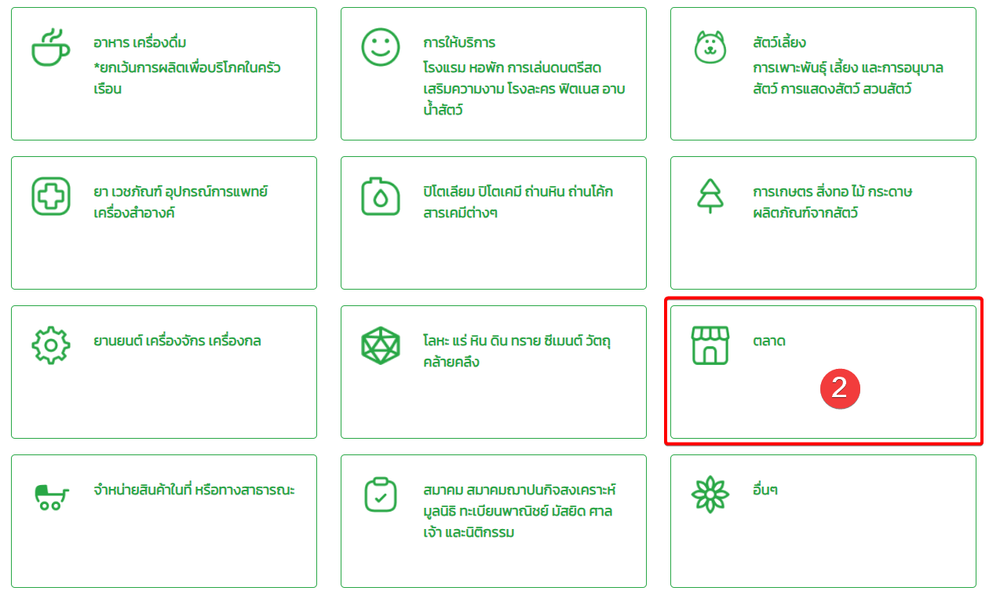 อาหาร เครื่องดื่ม
*ยกเว้นการผลิตเพื่อบริโภคในครัว
เรือน
การให้บริการ
โรงแรม หอพัก การเล่นดนตรีสด
เสริมความงาม โรงละคร ฟิตเนส อาบ
น้ำสัตว์
สัตว์เลี้ยง
การเพาะพันธุ์ เลี้ยง และการอนุบาล
สัตว์ การแสดงสัตว์ สวนสัตว์
ยา เวชภัณฑ์ อุปกรณ์การแพทย์
เครื่องสำอางค์
ปิโตเลียม ปิโตเคมี ถ่านหิน ถ่านโค้ก
สารเคมีต่างๆ
การเกษตร สิ่งทอ ไม้ กระดาษ
ผลิตภัณฑ์จากสัตว์
ยานยนต์ เครื่องจักร เครื่องกล
โลหะ แร่ หิน ดิน ทราย ซีเมนต์ วัตถุ
คล้ายคลึง
ตลาด
2
จำหน่ายสินค้าในที่ หรือทางสาธารณะ
สมาคม สมาคมฌาปนกิจสงเคราะห์
มูลนิธิ ทะเบียนพาณิชย์ มัสยิด ศาล
เจ้า และนิติกรรม
อื่นๆ